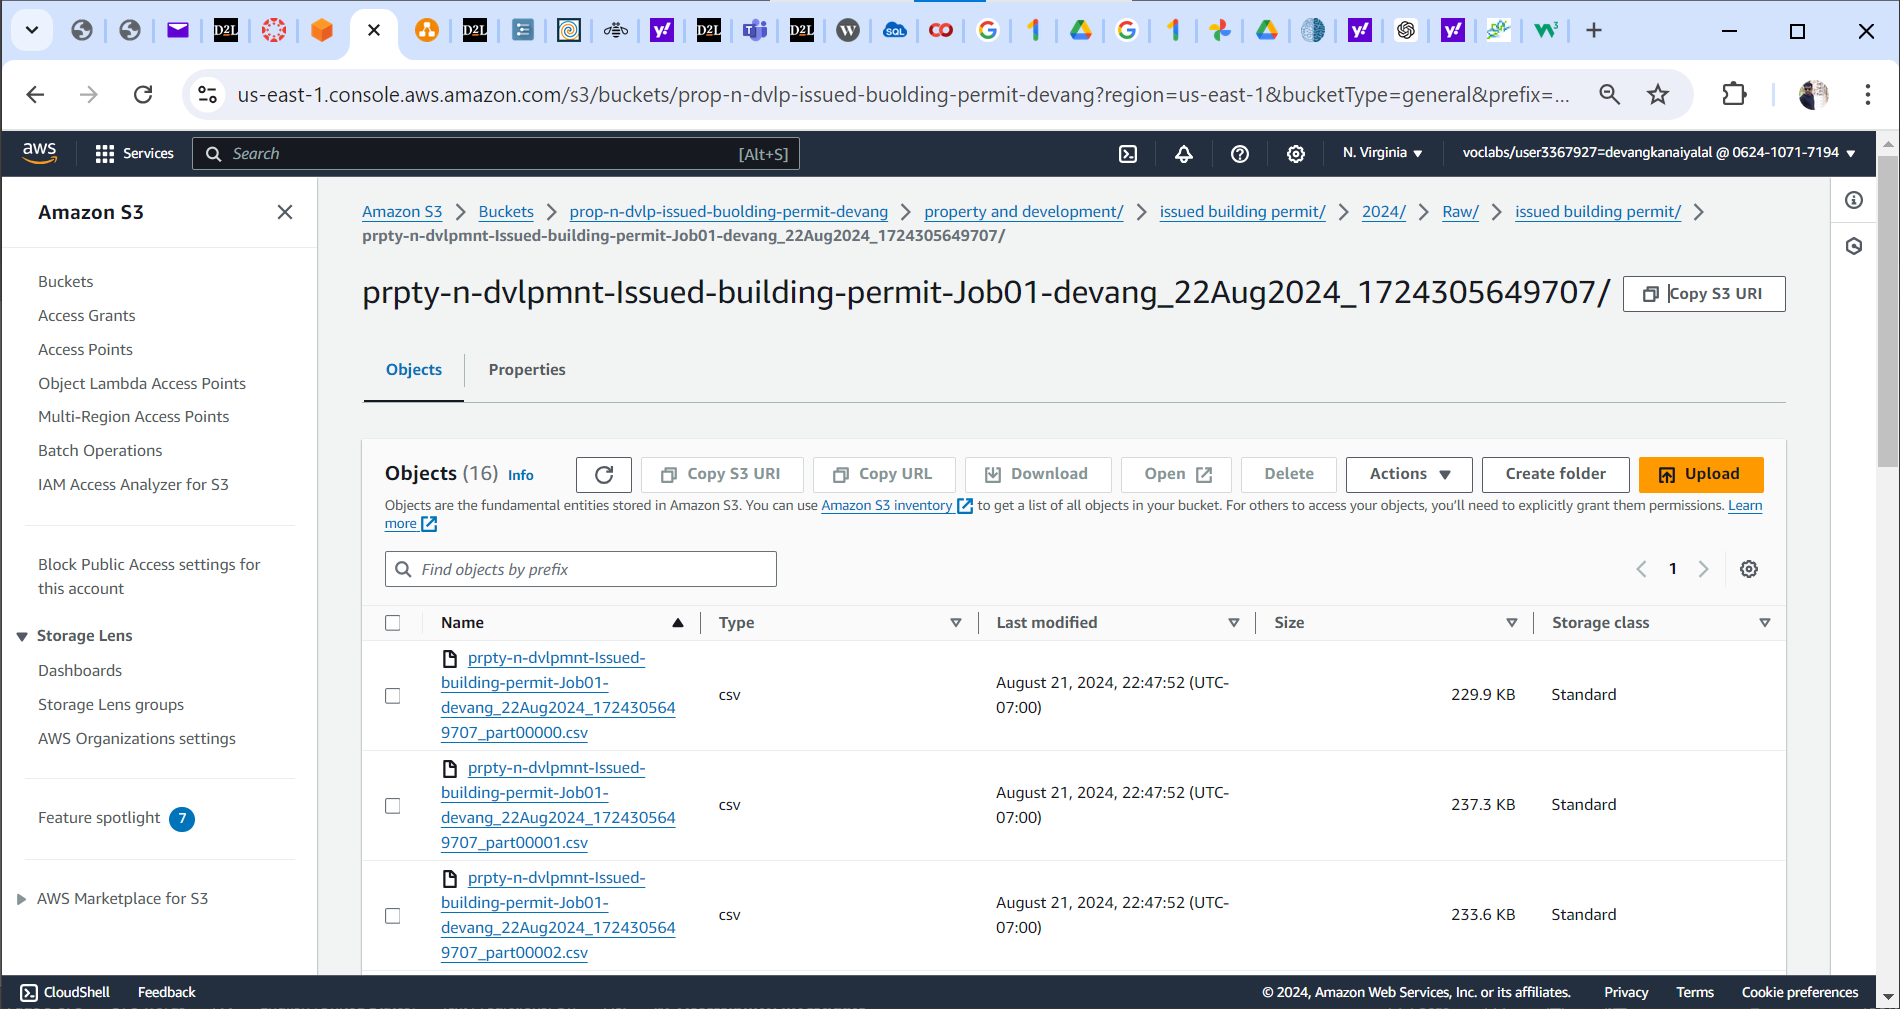 us-east-1.console.aws.amazon.com/s3/buckets/prop-n-dvlp-issued-buolding-permit-devang?region=us-east-1&bucketType=general&prefix=...
aws
Services
Search
[Alt+S]
N. Virginia
voclabs/user3367927=devangkanaiyalal @ 0624-1071-7194
Amazon S3
Buckets
Access Grants
Access Points
Object Lambda Access Points
Multi-Region Access Points
Batch Operations
IAM Access Analyzer for S3
Block Public Access settings for
this account
Storage Lens
Dashboards
Storage Lens groups
AWS Organizations settings
Feature spotlight 7
AWS Marketplace for S3
Amazon S3 > Buckets > prop-n-dvlp-issued-buolding-permit-devang > property and development/ > issued building permit/ > 2024/ > Raw/ > issued building permit/ >
prpty-n-dvlpmnt-Issued-building-permit-Job01-devang_22Aug2024_1724305649707/
prpty-n-dvlpmnt-Issued-building-permit-Job01-devang_22Aug2024_1724305649707/
Copy S3 URI
Objects
Properties
Objects (16) Info
Copy S3 URI
Copy URL
Download
Open
Delete
Actions
Create folder
Upload
Objects are the fundamental entities stored in Amazon S3. You can use Amazon S3 inventory to get a list of all objects in your bucket. For others to access your objects, you'll need to explicitly grant them permissions. Learn
more
Find objects by prefix
1
Name
Type
Last modified
Size
Storage class
prpty-n-dvlpmnt-Issued-
building-permit-Job01-
devang_22Aug2024_172430564
9707_part00000.csv
csv
August 21, 2024, 22:47:52 (UTC-
07:00)
229.9 KB
Standard
prpty-n-dvlpmnt-Issued-
building-permit-Job01-
devang_22Aug2024_172430564
9707_part00001.csv
csv
August 21, 2024, 22:47:52 (UTC-
07:00)
237.3 KB
Standard
prpty-n-dvlpmnt-Issued-
building-permit-Job01-
devang_22Aug2024_172430564
9707_part00002.csv
csv
August 21, 2024, 22:47:52 (UTC-
07:00)
233.6 KB
Standard
CloudShell
Feedback
© 2024, Amazon Web Services, Inc. or its affiliates.
Privacy
Terms
Cookie preferences